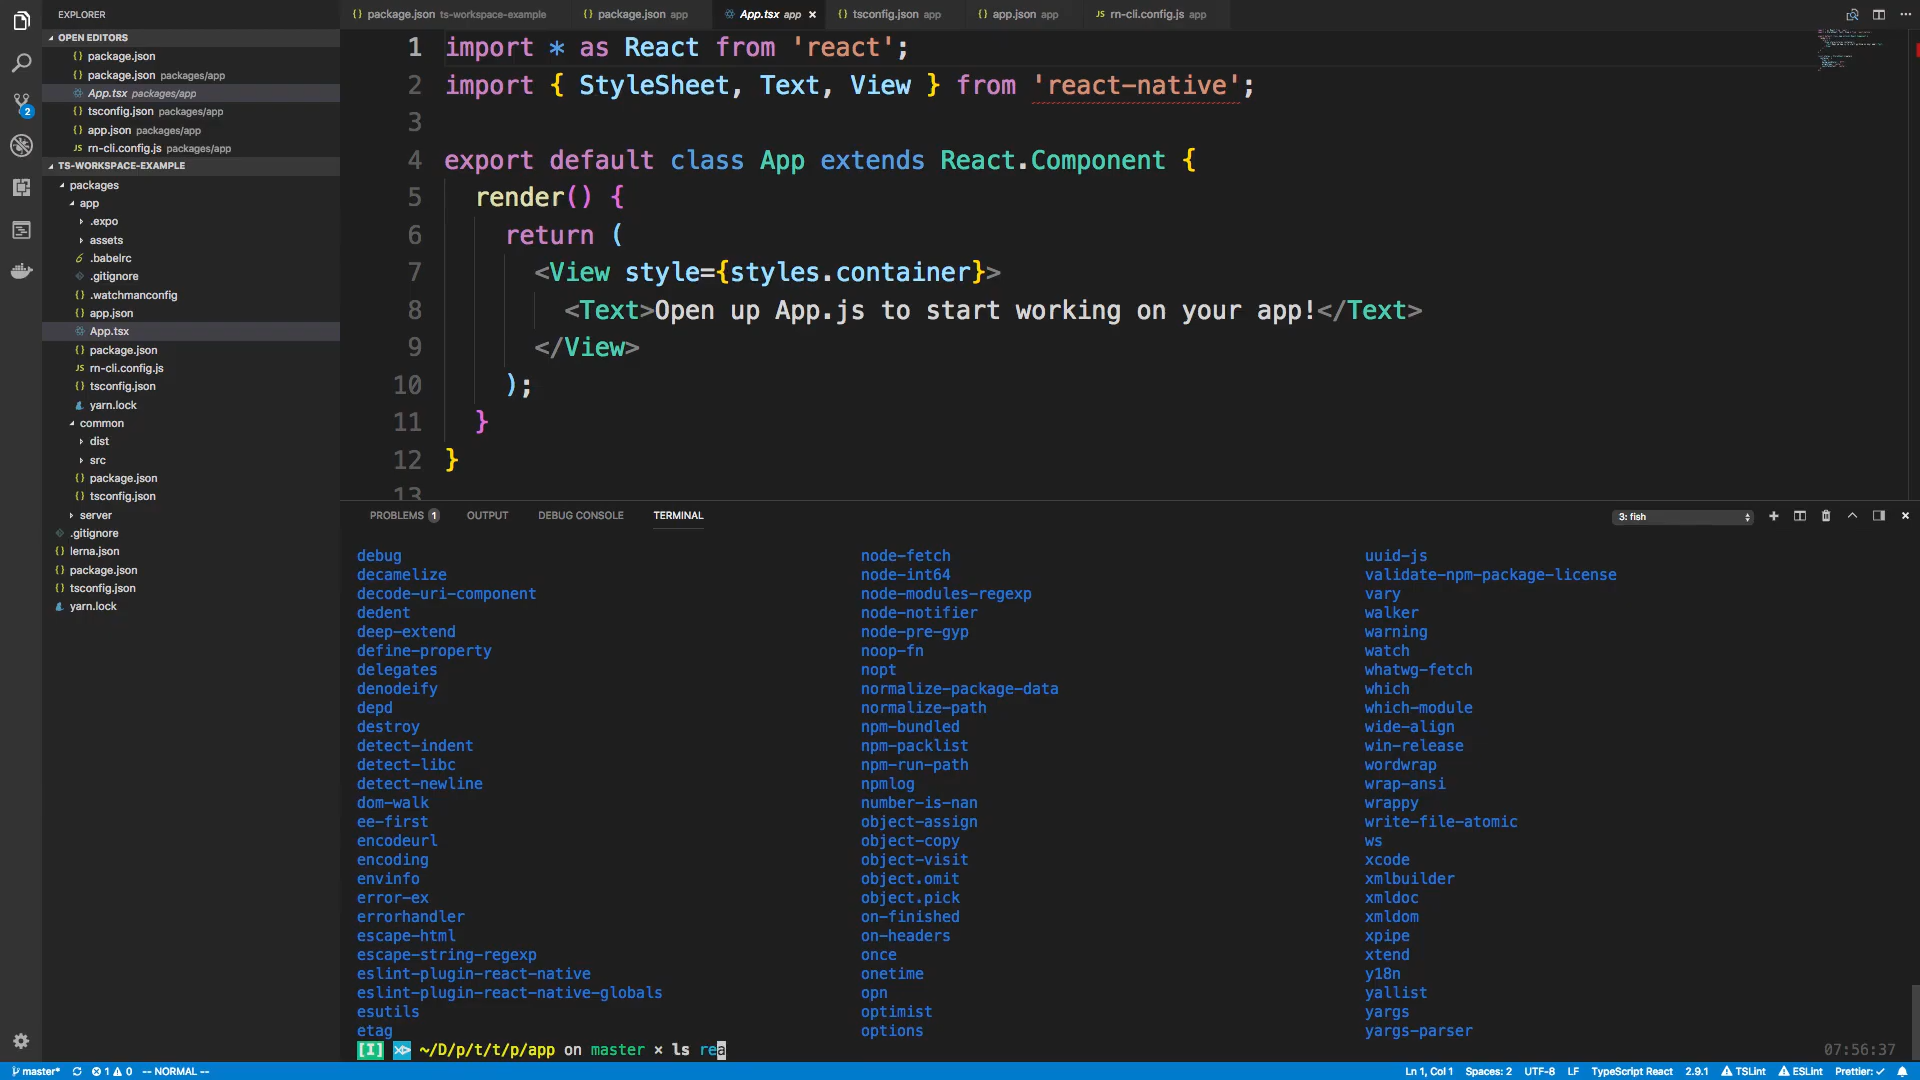 EXPLORER
OPEN EDITORS
package.json
package.json packages/app
App.tsx packages/app
tsconfig.json packages/app
app.json packages/app
JS rn-cli.config.js packages/app
2
TS-WORKSPACE-EXAMPLE
packages
app
.expo
assets
.babelrc
.gitignore
.watchmanconfig
app.json
App.tsx
package.json
JS rn-cli.config.js
tsconfig.json
yarn.lock
common
dist
src
package.json
tsconfig.json
server
.gitignore
lerna.json
package.json
tsconfig.json
yarn.lock
package.json ts-workspace-example
package.json app
App.tsx app ×
tsconfig.json app
app.json app
JS rn-cli.config.js app
1 import * as React from 'react';
2 import { StyleSheet, Text, View } from 'react-native';
3
4 export default class App extends React.Component {
5 render() {
6 return (
7 <View style={styles.container}>
8 <Text>Open up App.js to start working on your app!</Text>
9 </View>
10 );
11 }
12 }
13
PROBLEMS 1 OUTPUT DEBUG CONSOLE TERMINAL 3: fish
debug node-fetch uuid-js
decamelize node-int64 validate-npm-package-license
decode-uri-component node-modules-regexp vary
dedent node-notifier walker
deep-extend node-pre-gyp warning
define-property noop-fn watch
delegates nopt whatwg-fetch
denodeify normalize-package-data which
depd normalize-path which-module
destroy npm-bundled wide-align
detect-indent npm-packlist win-release
detect-libc npm-run-path wordwrap
detect-newline npmlog wrap-ansi
dom-walk number-is-nan wrappy
ee-first object-assign write-file-atomic
encodeurl object-copy ws
encoding object-visit xcode
envinfo object.omit xmlbuilder
error-ex object.pick xmldoc
errorhandler on-finished xmldom
escape-html on-headers xpipe
escape-string-regexp once xtend
eslint-plugin-react-native onetime y18n
eslint-plugin-react-native-globals opn yallist
esutils optimist yargs
etag options yargs-parser
[I] ~/D/p/t/t/p/app on master × ls rea 07:56:37
master* 1 0 -- NORMAL -- Ln 1, Col 1 Spaces: 2 UTF-8 LF TypeScript React 2.9.1 TSLint ESLint Prettier: ✓